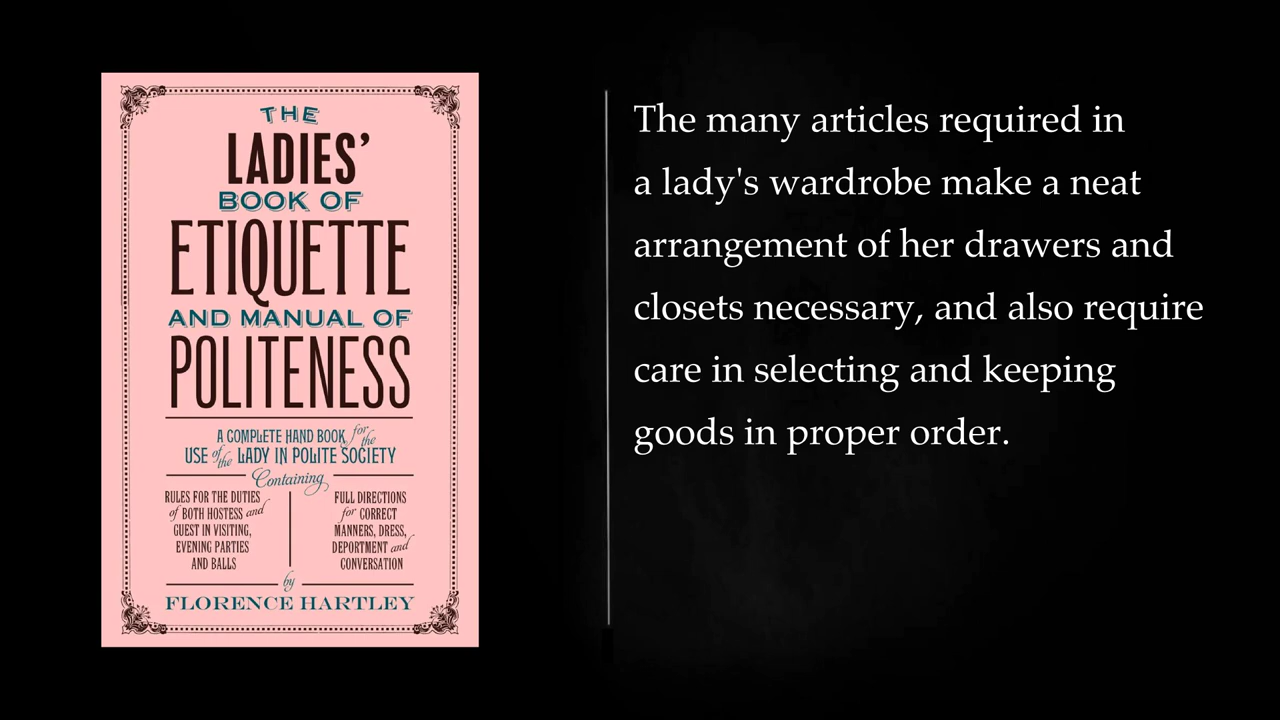 THE
LADIES'
BOOK OF
ETIQUETTE
AND MANUAL OF
POLITENESS
A COMPLETE HAND BOOK for the
USE of the LADY IN POLITE SOCIETY
Containing
RULES FOR THE DUTIES
of BOTH HOSTESS and
GUEST IN VISITING,
EVENING PARTIES
AND BALLS
FULL DIRECTIONS
for CORRECT
MANNERS, DRESS,
DEPORTMENT and
CONVERSATION
by
FLORENCE HARTLEY
The many articles required in
a lady's wardrobe make a neat
arrangement of her drawers and
closets necessary, and also require
care in selecting and keeping
goods in proper order.